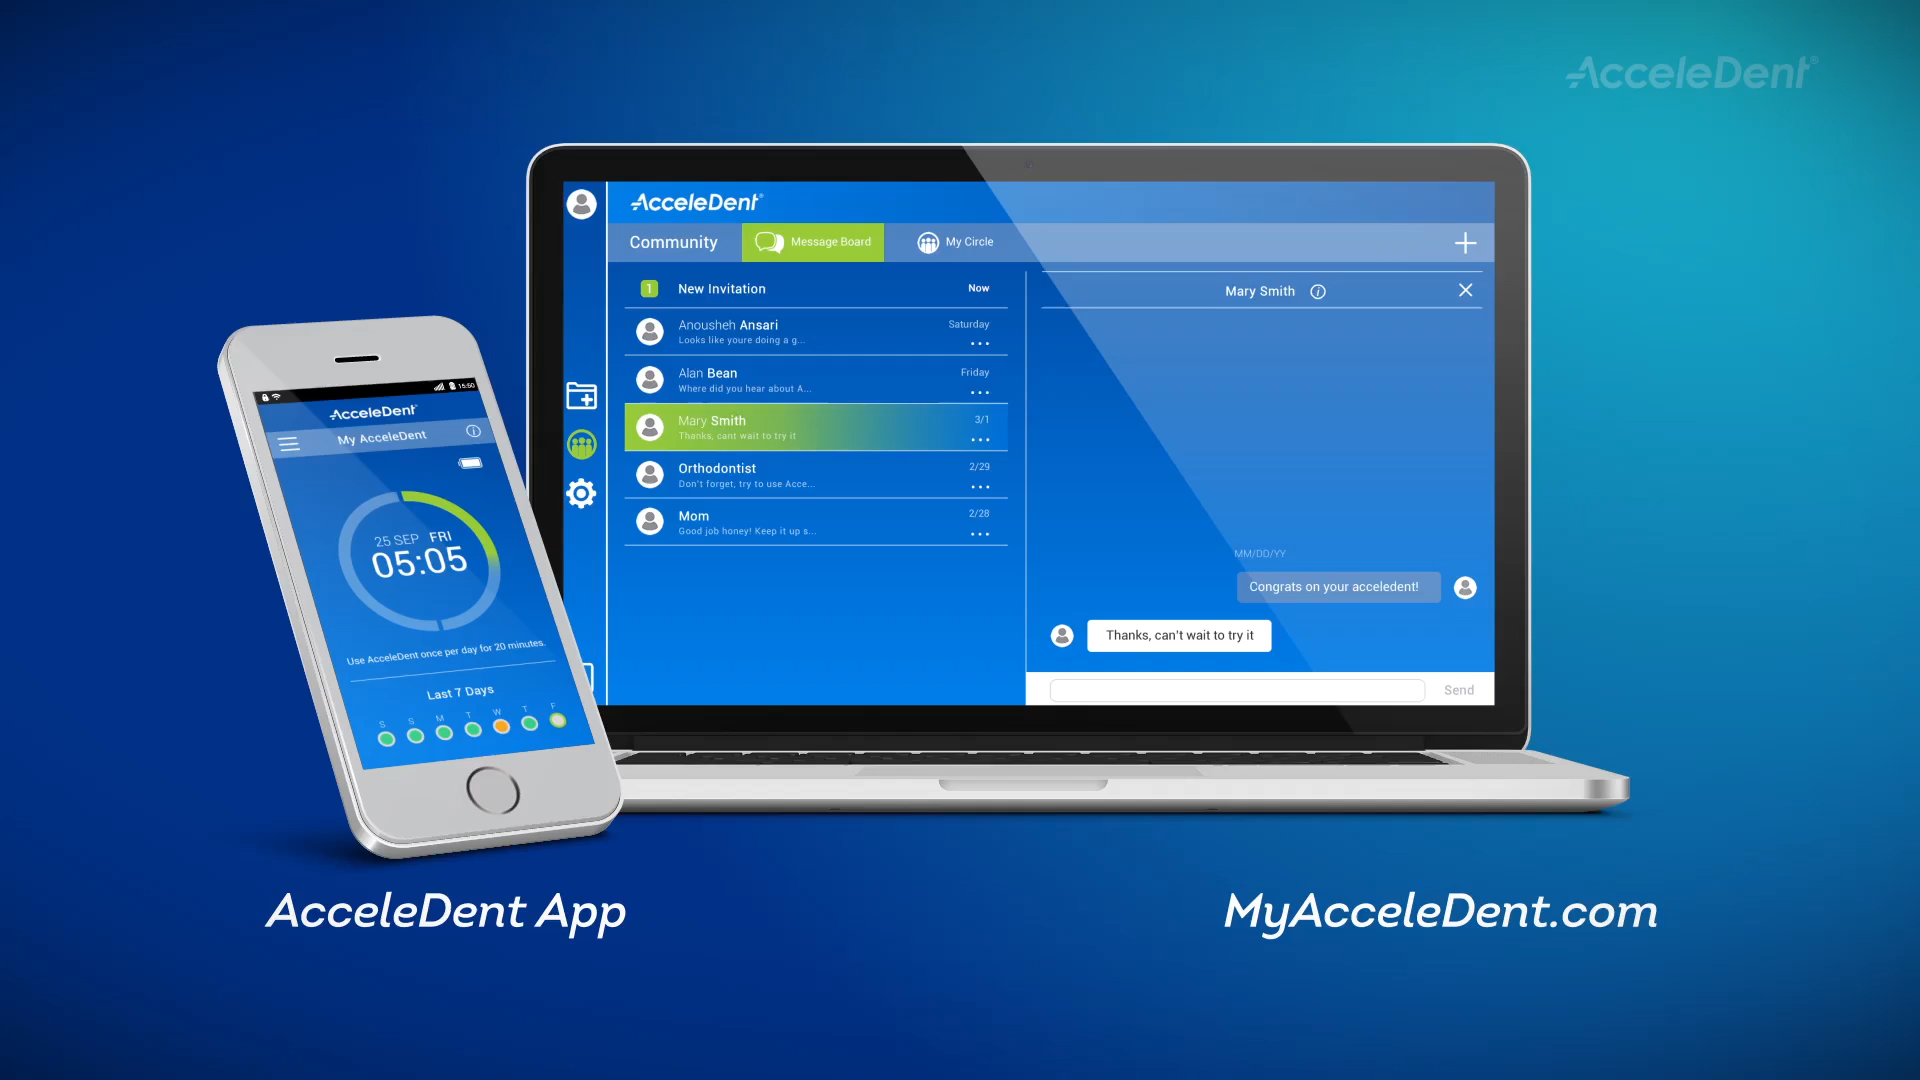 AcceleDent®
AcceleDent®
Community
Message Board
My Circle
1 New Invitation Now
Anousheh Ansari Saturday
Looks like youre doing a g...
Alan Bean Friday
Where did you hear about A...
Mary Smith 3/1
Thanks, cant wait to try it
Orthodontist 2/29
Don't forget, try to use Acce...
Mom 2/28
Good job honey! Keep it up s...
Mary Smith
MM/DD/YY
Congrats on your acceledent!
Thanks, can't wait to try it
Send
15:50
AcceleDent
My AcceleDent
25 SEP FRI
05:05
Use AcceleDent once per day for 20 minutes.
Last 7 Days
S S M T W T F
AcceleDent App
MyAcceleDent.com